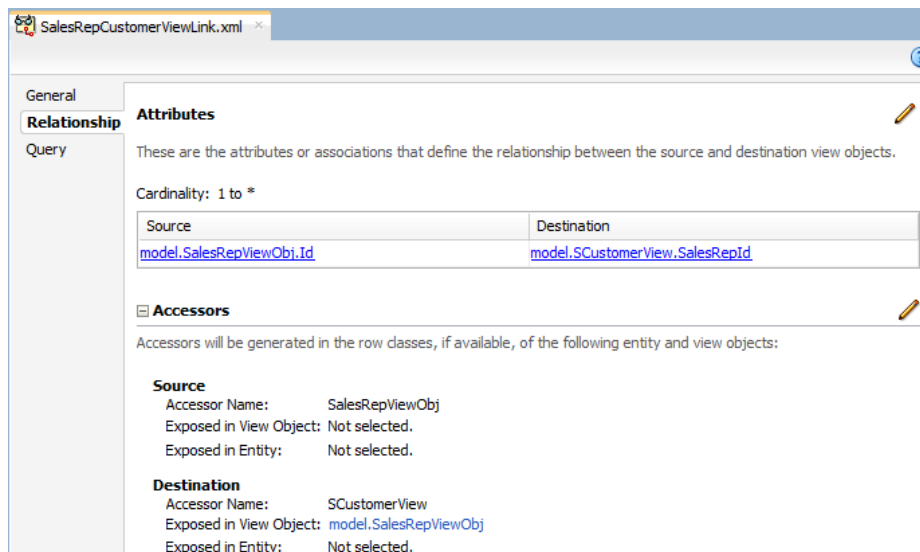 SalesRepCustomerViewLink.xml
General
Relationship
Query
Attributes
These are the attributes or associations that define the relationship between the source and destination view objects.
Cardinality: 1 to *
Source Destination
model.SalesRepViewObj.Id model.SCustomerView.SalesRepId
Accessors
Accessors will be generated in the row classes, if available, of the following entity and view objects:
Source
Accessor Name: SalesRepViewObj
Exposed in View Object: Not selected.
Exposed in Entity: Not selected.
Destination
Accessor Name: SCustomerView
Exposed in View Object: model.SalesRepViewObj
Exposed in Entity: Not selected.